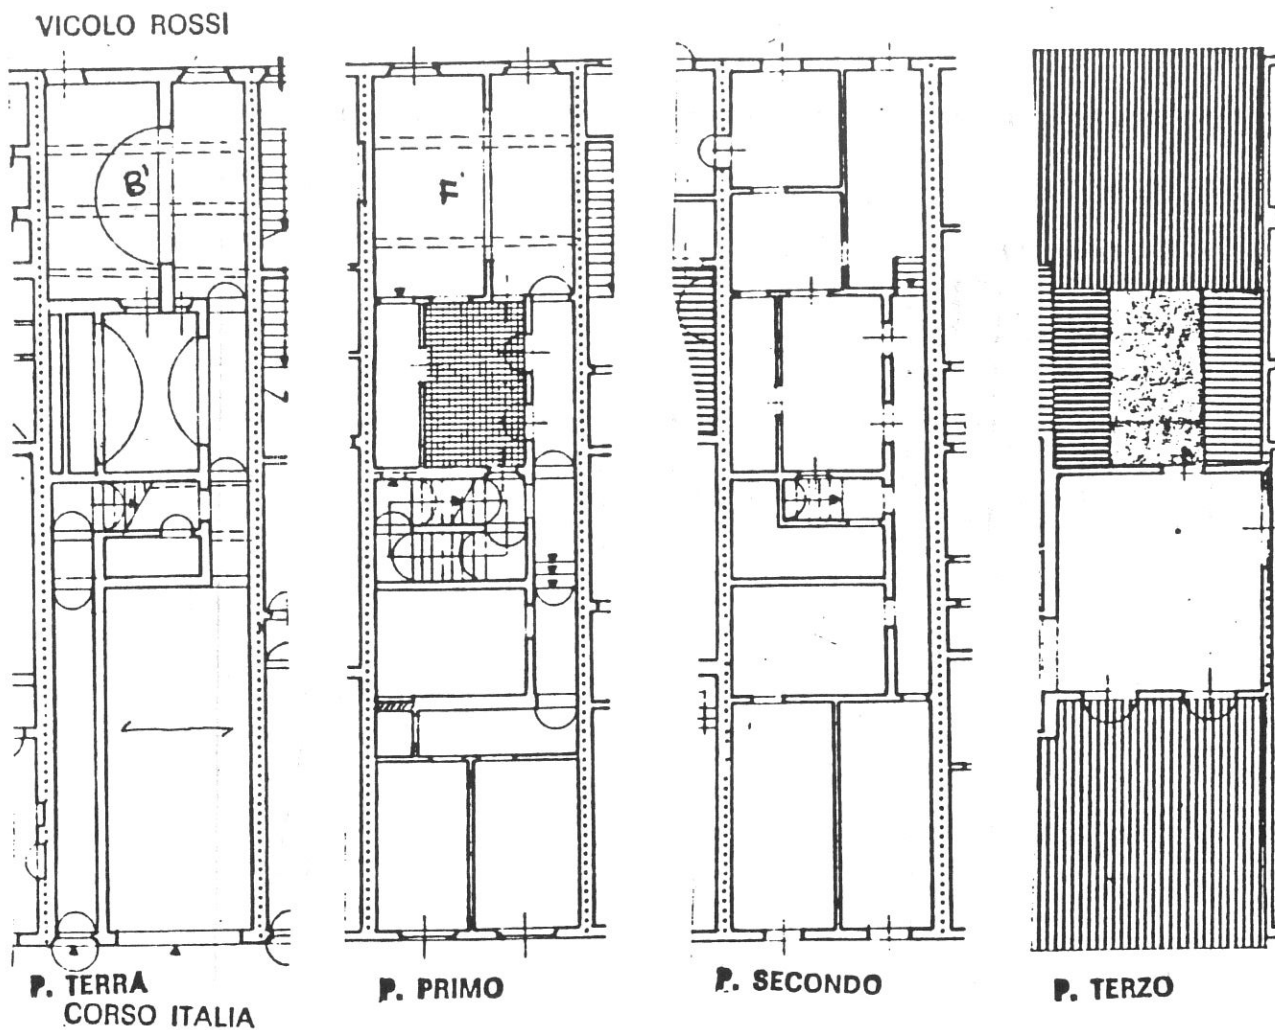 VICOLO ROSSI
B'
F.
P. TERRA
CORSO ITALIA
P. PRIMO
P. SECONDO
P. TERZO